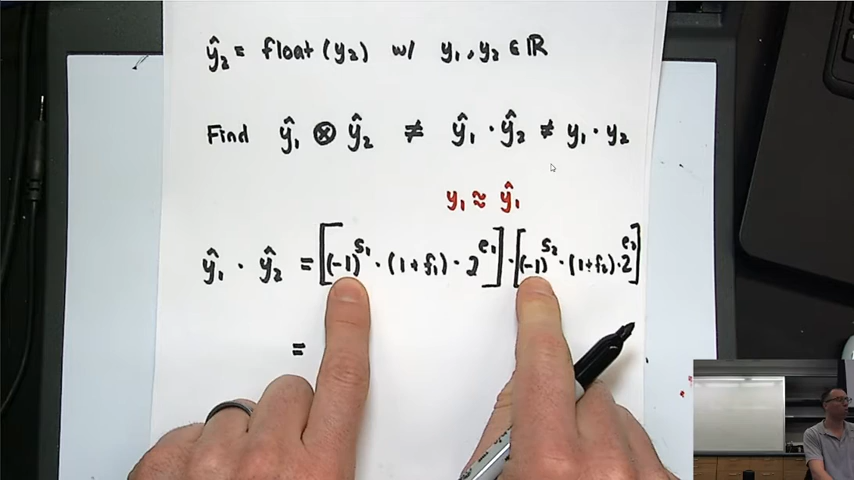 ŷ₂ = float (y₂) w/ y₁, y₂ ∈ ℝ
Find ŷ₁ ⊗ ŷ₂ ≠ ŷ₁ · ŷ₂ ≠ y₁ · y₂
y₁ ≈ ŷ₁
ŷ₁ · ŷ₂ = [(-1)^s₁ · (1+f₁) · 2^e₁] · [(-1)^s₂ · (1+f₂) · 2^e₂]
=